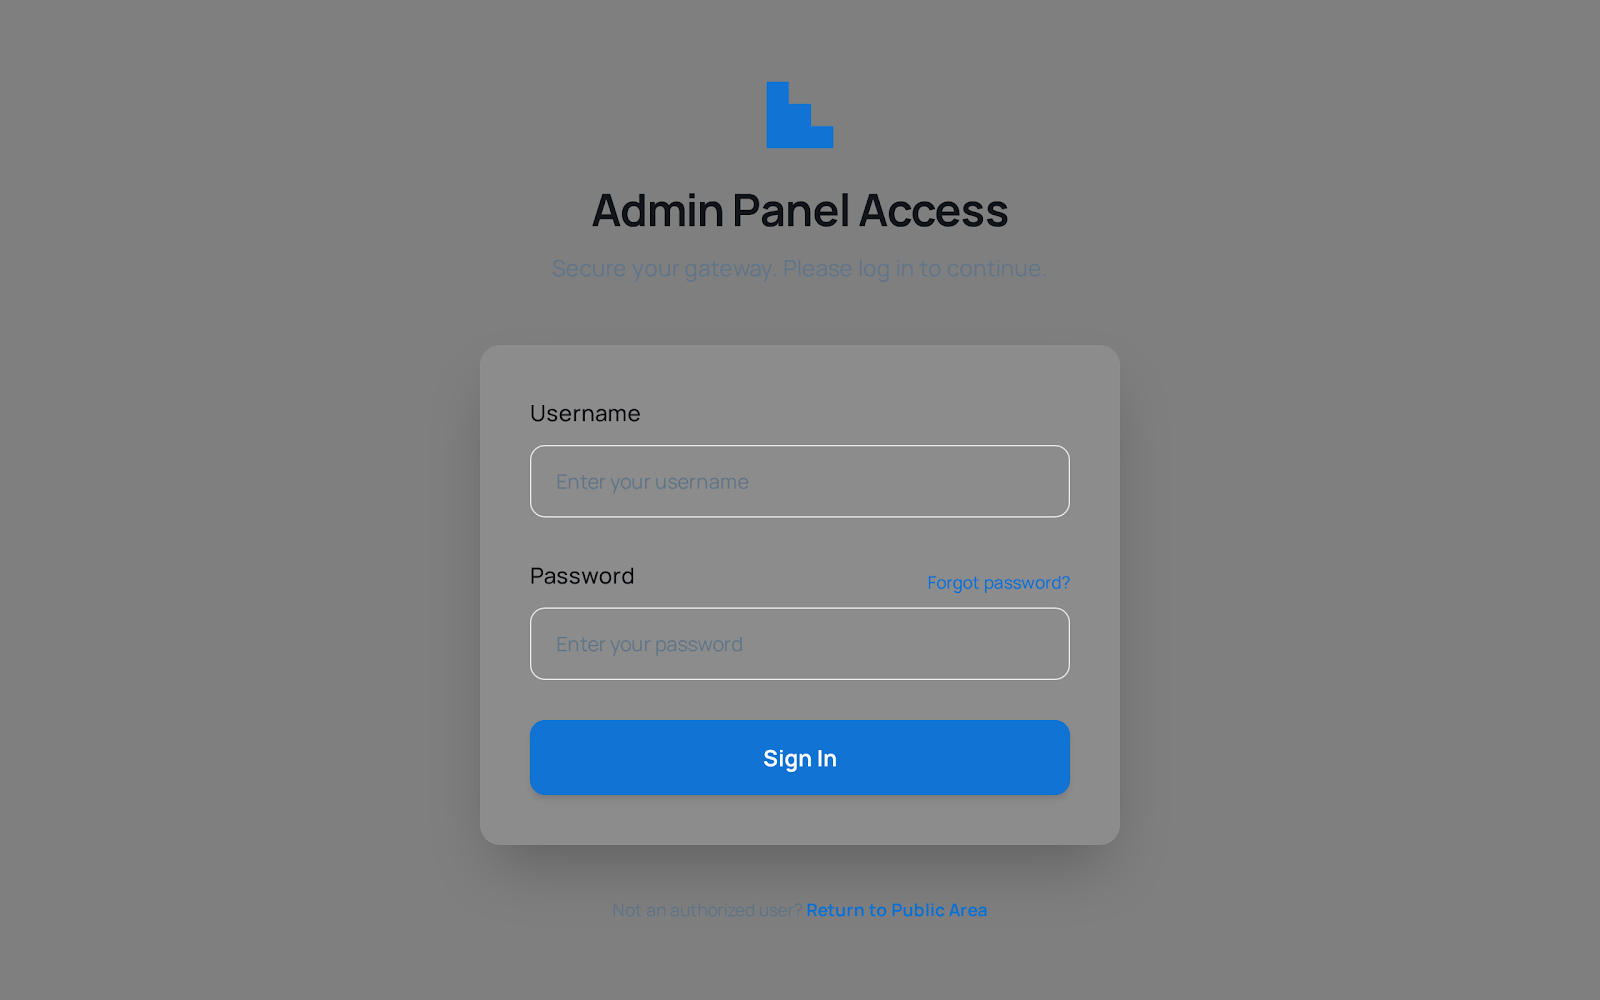 Admin Panel Access
Secure your gateway. Please log in to continue.
Username
Enter your username
Password
Forgot password?
Enter your password
Sign In
Not an authorized user? Return to Public Area